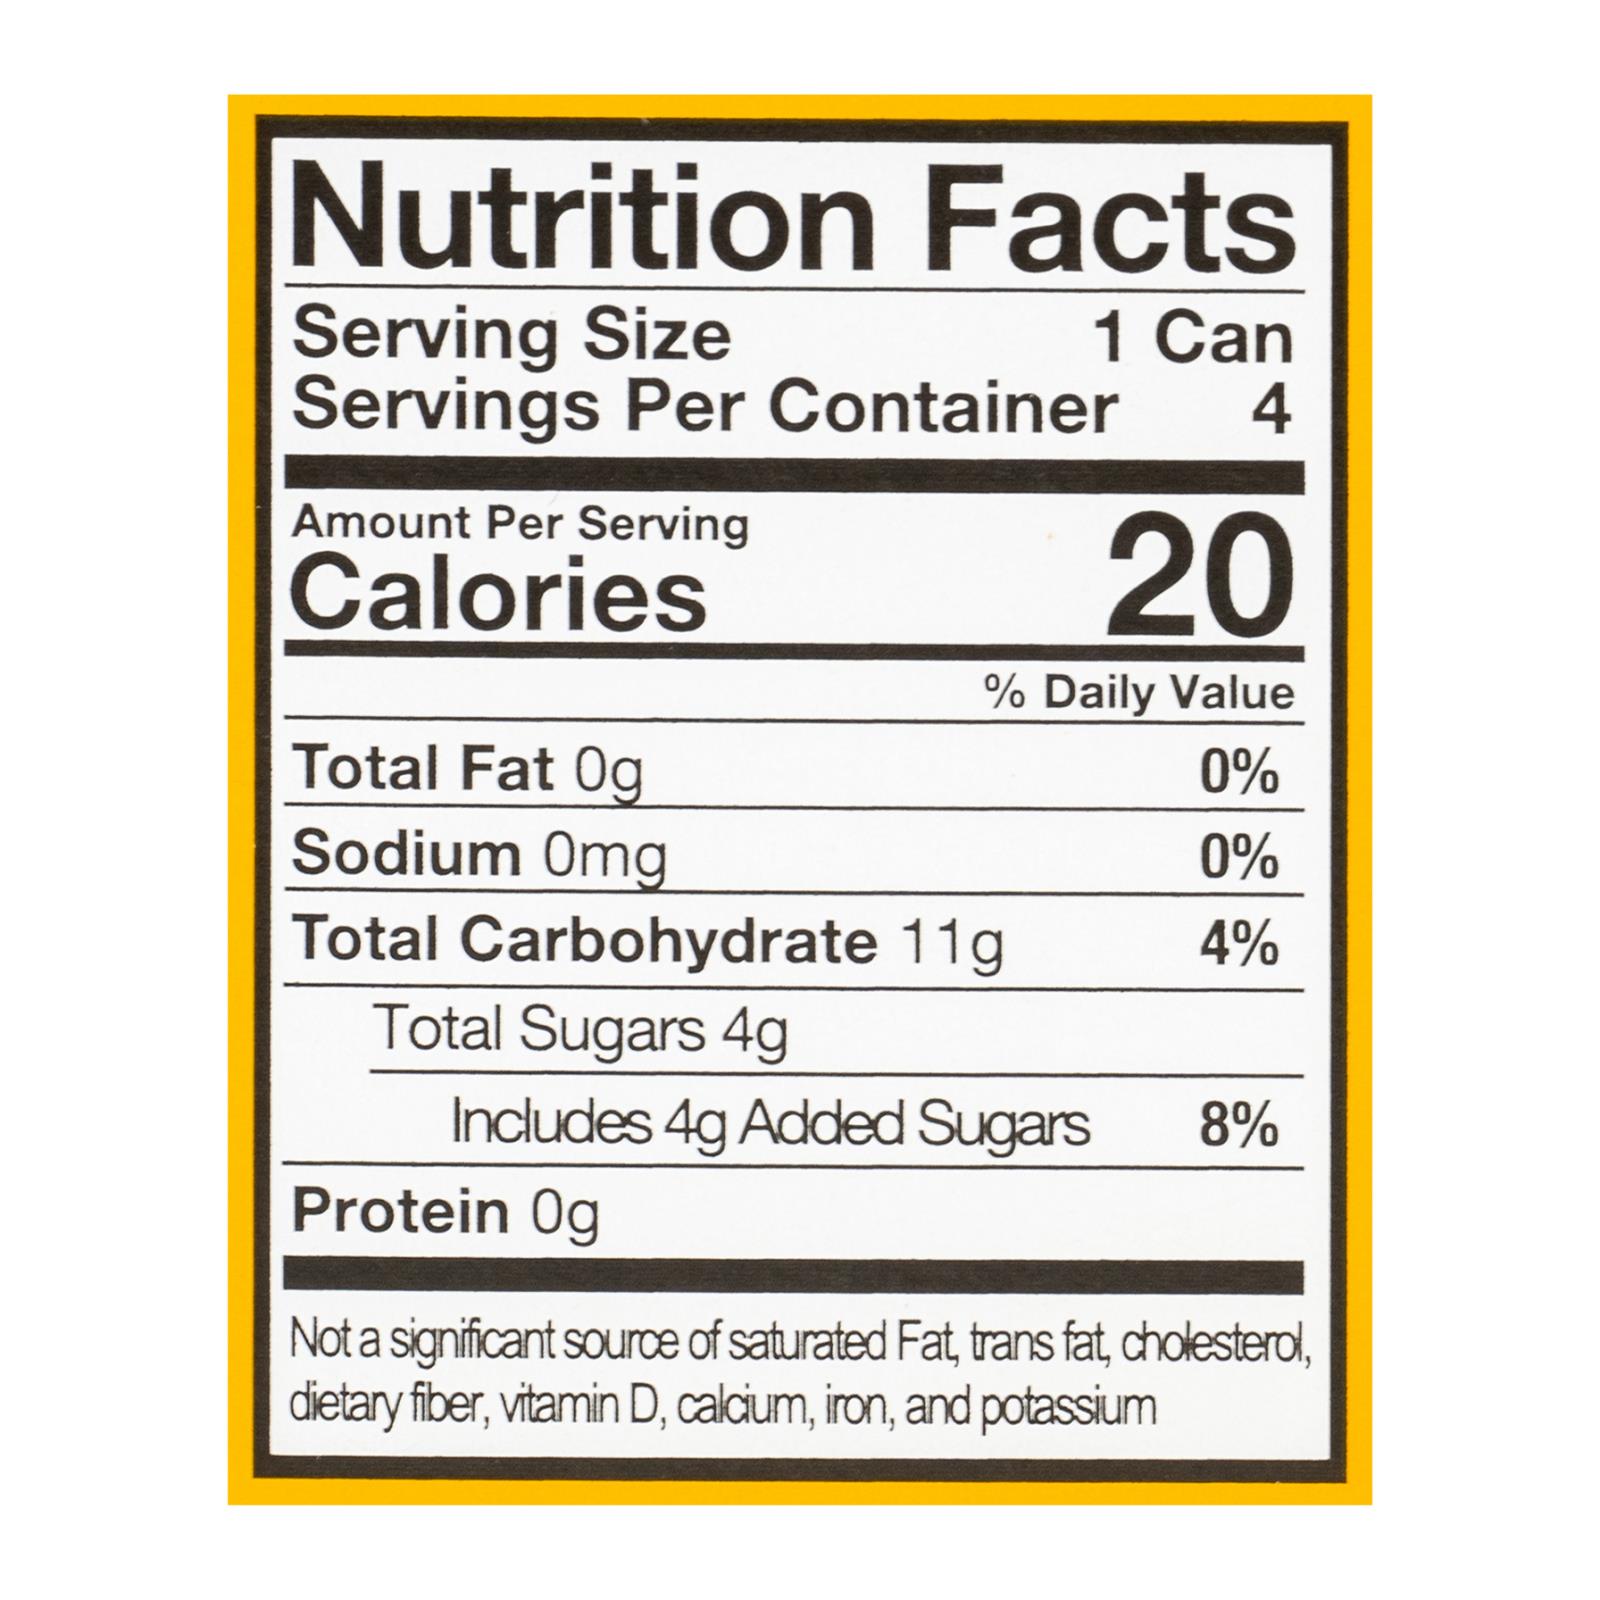 Nutrition Facts
Serving Size 1 Can
Servings Per Container 4
Amount Per Serving
Calories 20
% Daily Value
Total Fat 0g 0%
Sodium 0mg 0%
Total Carbohydrate 11g 4%
Total Sugars 4g
Includes 4g Added Sugars 8%
Protein 0g
Not a significant source of saturated Fat, trans fat, cholesterol,
dietary fiber, vitamin D, calcium, iron, and potassium